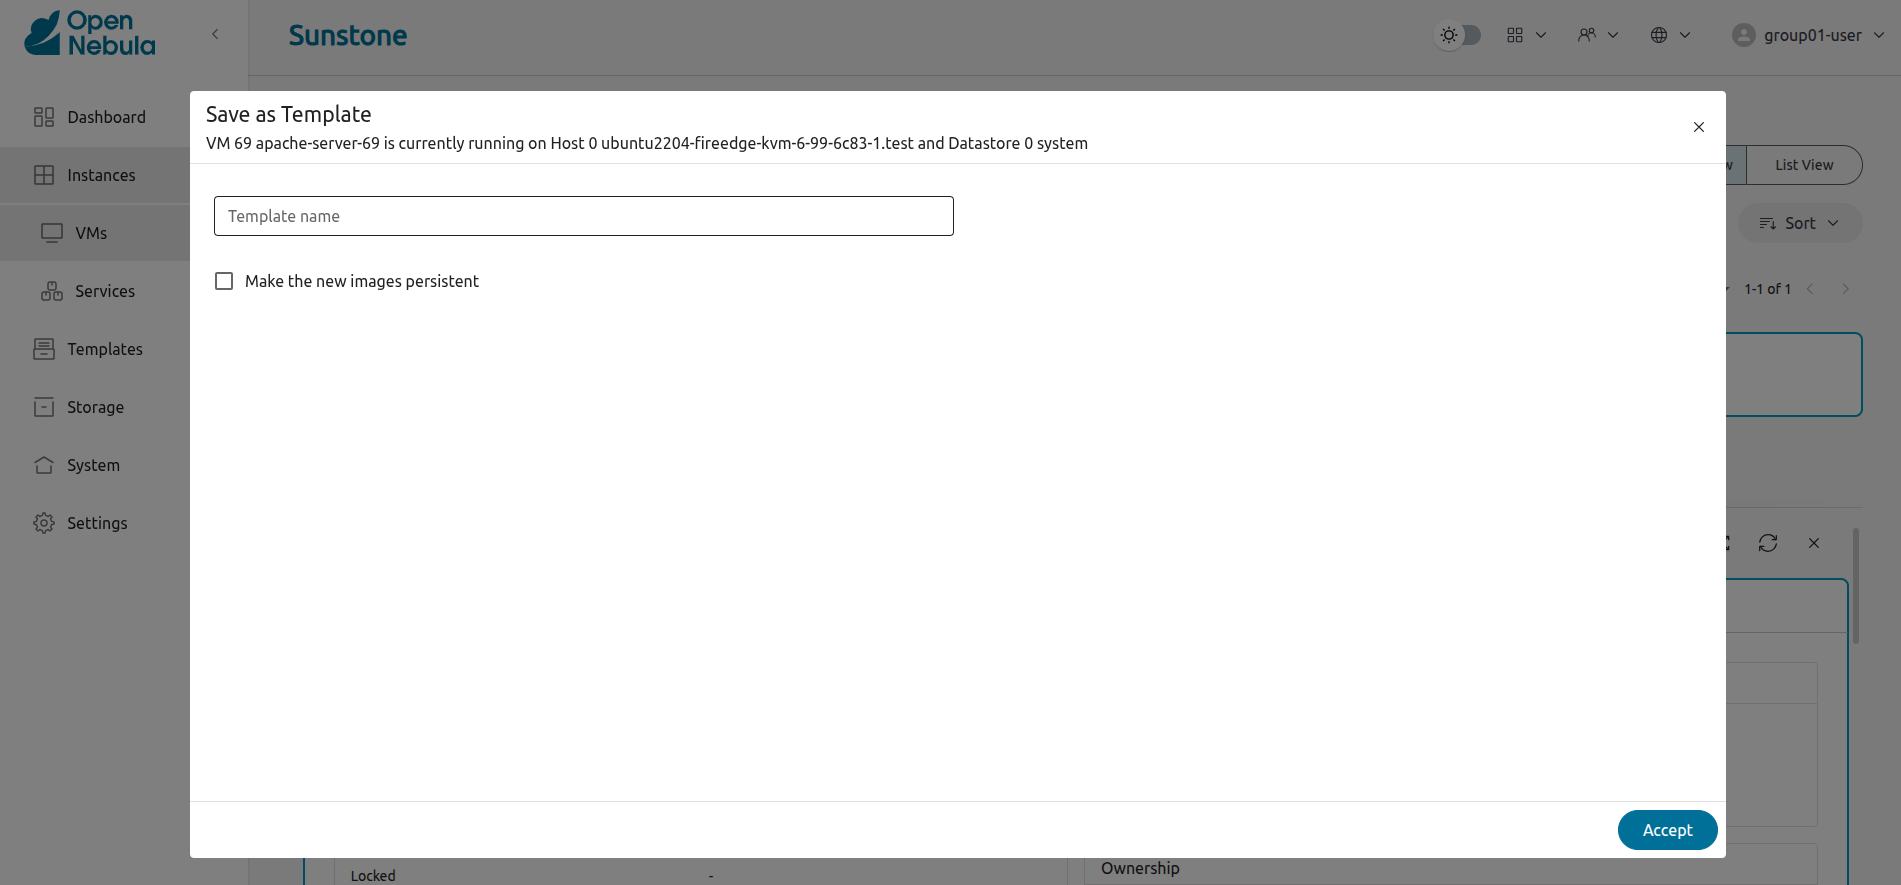 Open
Nebula
Sunstone
group01-user
Dashboard
Instances
VMs
Services
Templates
Storage
System
Settings
Save as Template
VM 69 apache-server-69 is currently running on Host 0 ubuntu2204-fireedge-kvm-6-99-6c83-1.test and Datastore 0 system
Template name
Make the new images persistent
List View
Sort
1-1 of 1
Accept
Locked
-
Ownership